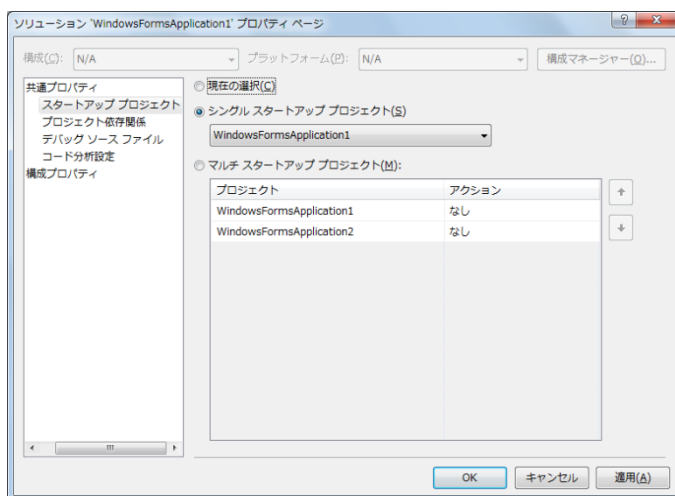 ソリューション 'WindowsFormsApplication1' プロパティ ページ
構成(C): N/A プラットフォーム(P): N/A 構成マネージャー(O)...
共通プロパティ
スタートアップ プロジェクト
プロジェクト依存関係
デバッグ ソース ファイル
コード分析設定
構成プロパティ
現在の選択(C)
シングル スタートアップ プロジェクト(S)
WindowsFormsApplication1
マルチ スタートアップ プロジェクト(M):
プロジェクト アクション
WindowsFormsApplication1 なし
WindowsFormsApplication2 なし
OK キャンセル 適用(A)